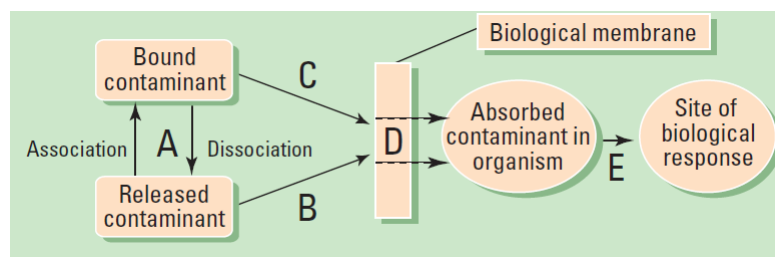 Biological membrane
Bound
contaminant
C
Association
A
Dissociation
D
Absorbed
contaminant in
organism
E
Site of
biological
response
Released
contaminant
B